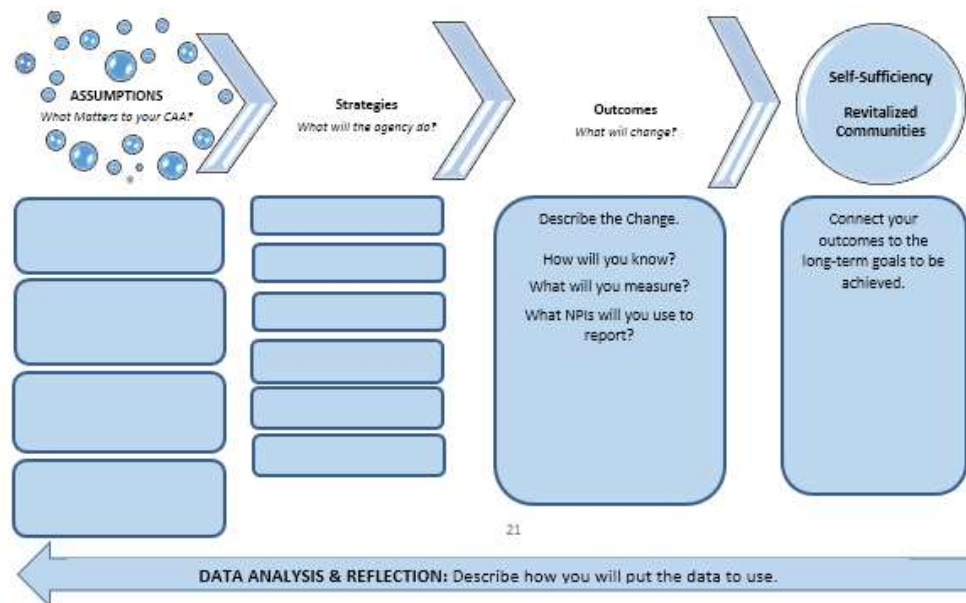 ASSUMPTIONS
What Matters to your CAA?
Strategies
What will the agency do?
Outcomes
What will change?
Self-Sufficiency
Revitalized
Communities
Describe the Change.
How will you know?
What will you measure?
What NPIs will you use to
report?
Connect your
outcomes to the
long-term goals to be
achieved.
21
DATA ANALYSIS & REFLECTION: Describe how you will put the data to use.